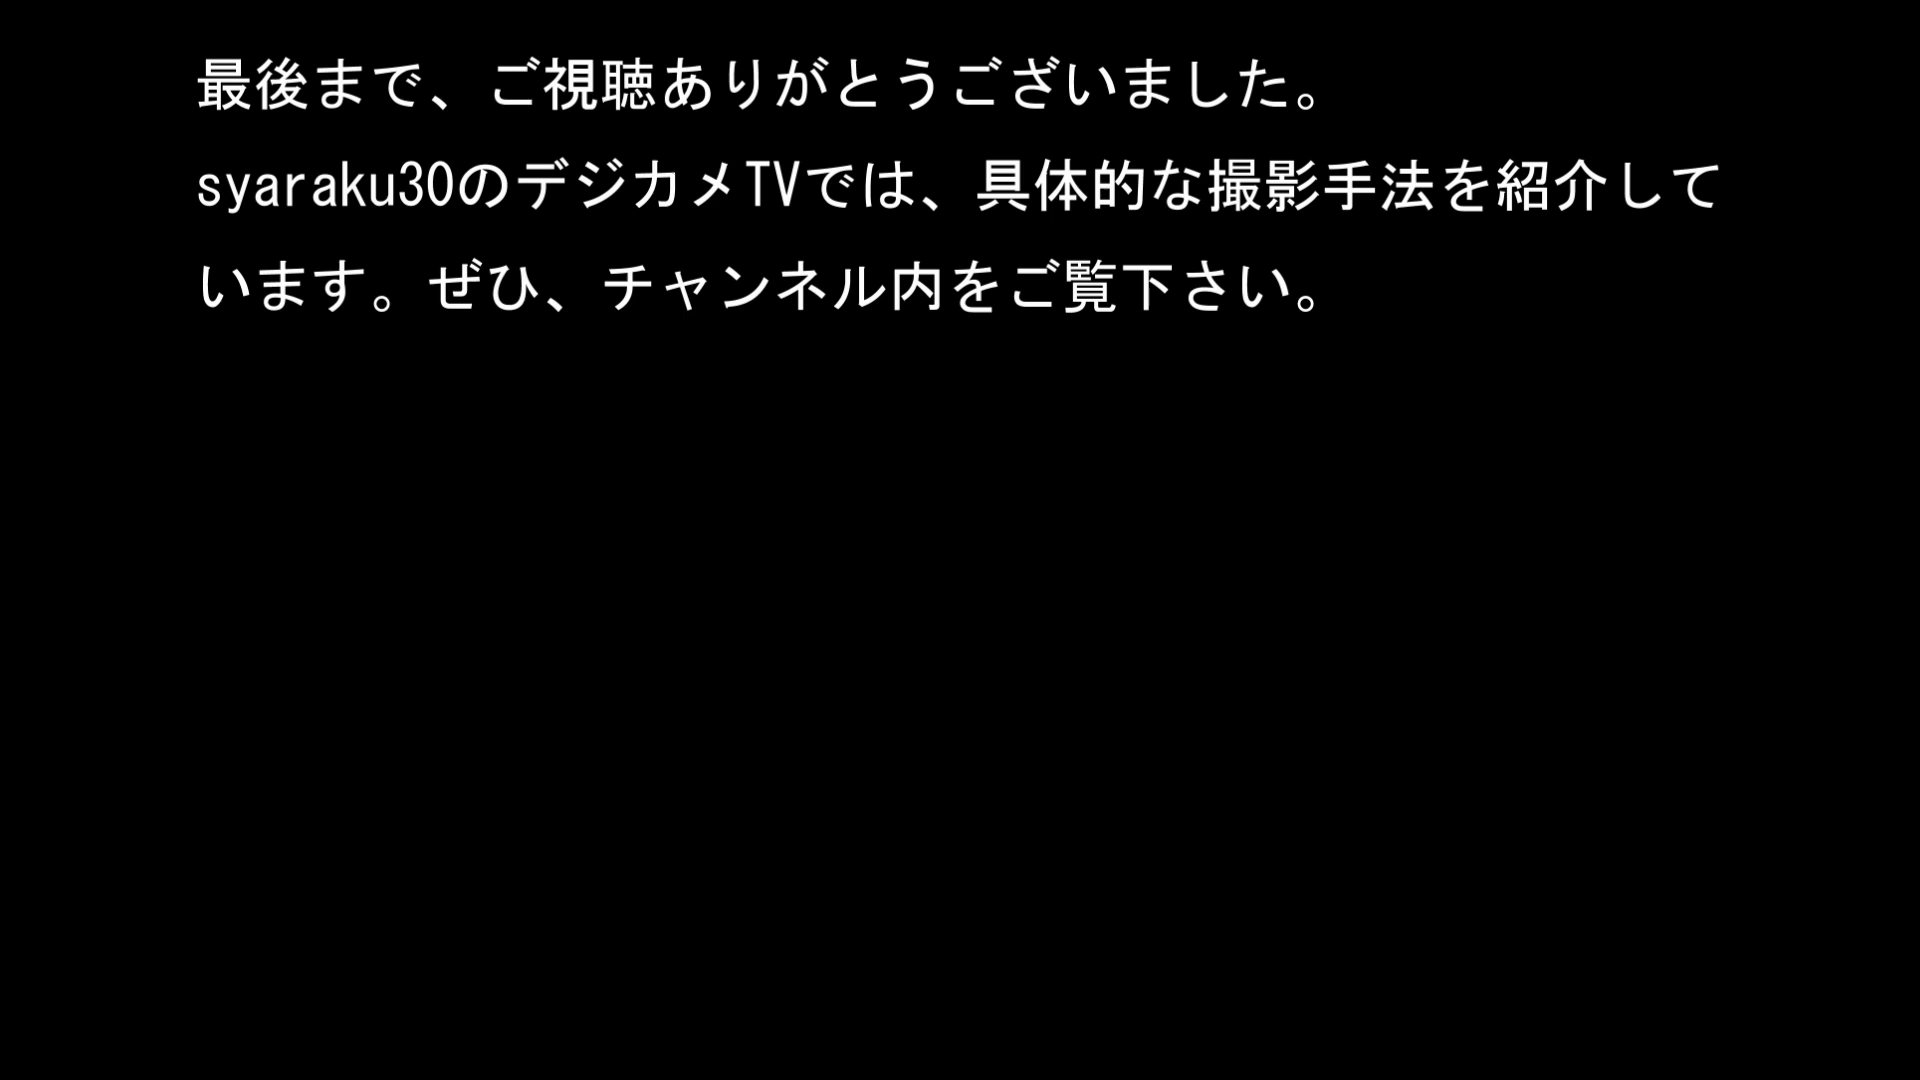 最後まで、ご視聴ありがとうございました。
syaraku30のデジカメTVでは、具体的な撮影手法を紹介して
います。ぜひ、チャンネル内をご覧下さい。